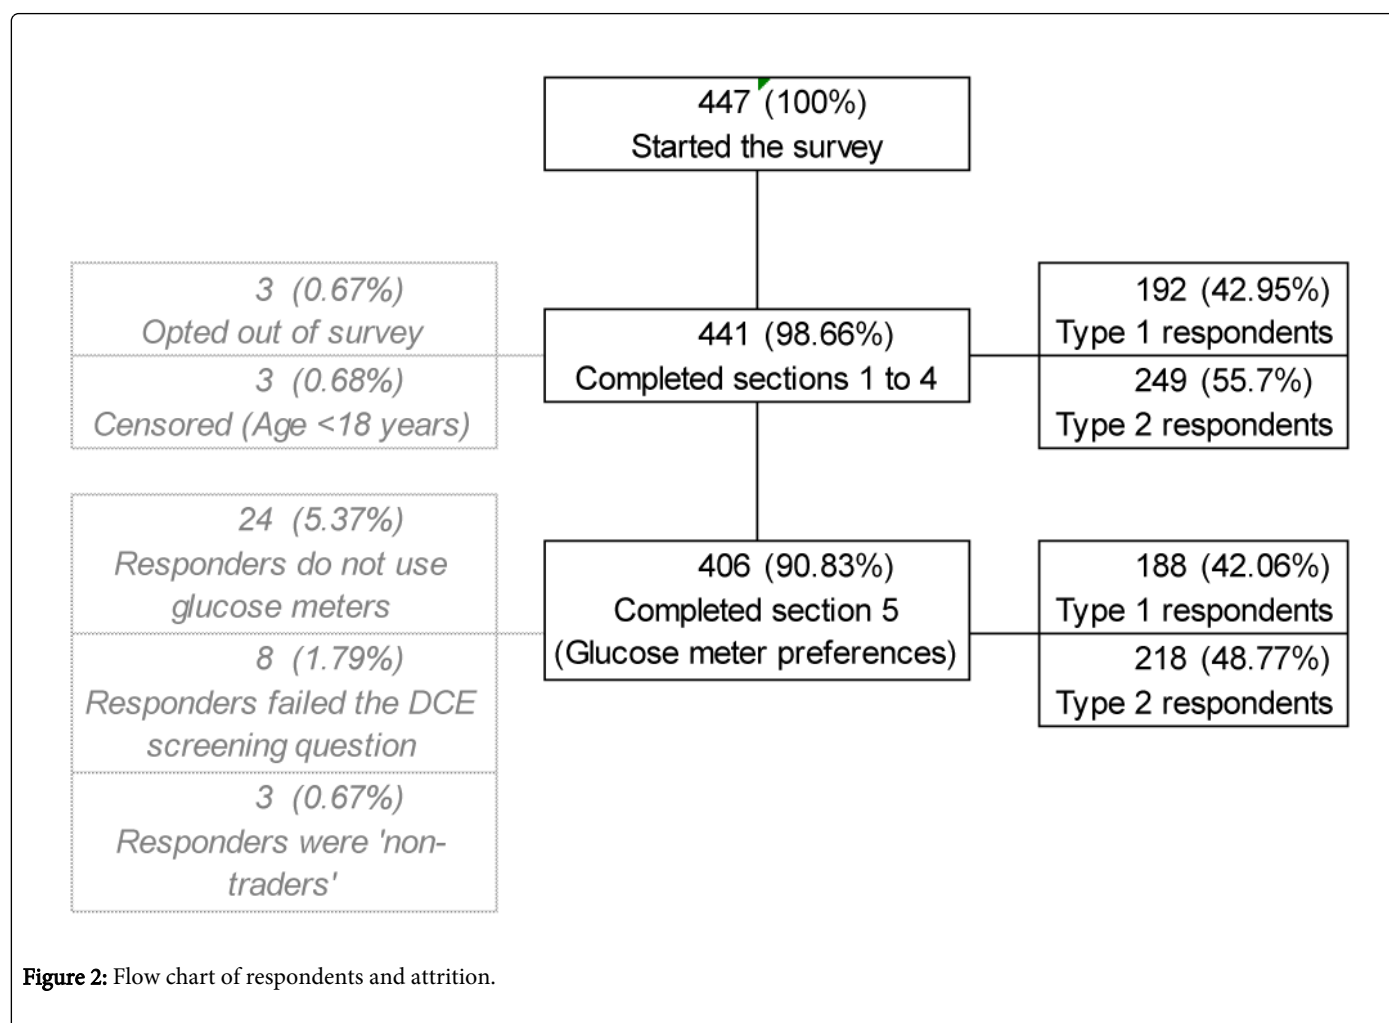 447 (100%)
Started the survey
3 (0.67%)
Opted out of survey
3 (0.68%)
Censored (Age <18 years)
441 (98.66%)
Completed sections 1 to 4
192 (42.95%)
Type 1 respondents
249 (55.7%)
Type 2 respondents
24 (5.37%)
Responders do not use
glucose meters
8 (1.79%)
Responders failed the DCE
screening question
3 (0.67%)
Responders were 'non-
traders'
406 (90.83%)
Completed section 5
(Glucose meter preferences)
188 (42.06%)
Type 1 respondents
218 (48.77%)
Type 2 respondents
Figure 2: Flow chart of respondents and attrition.